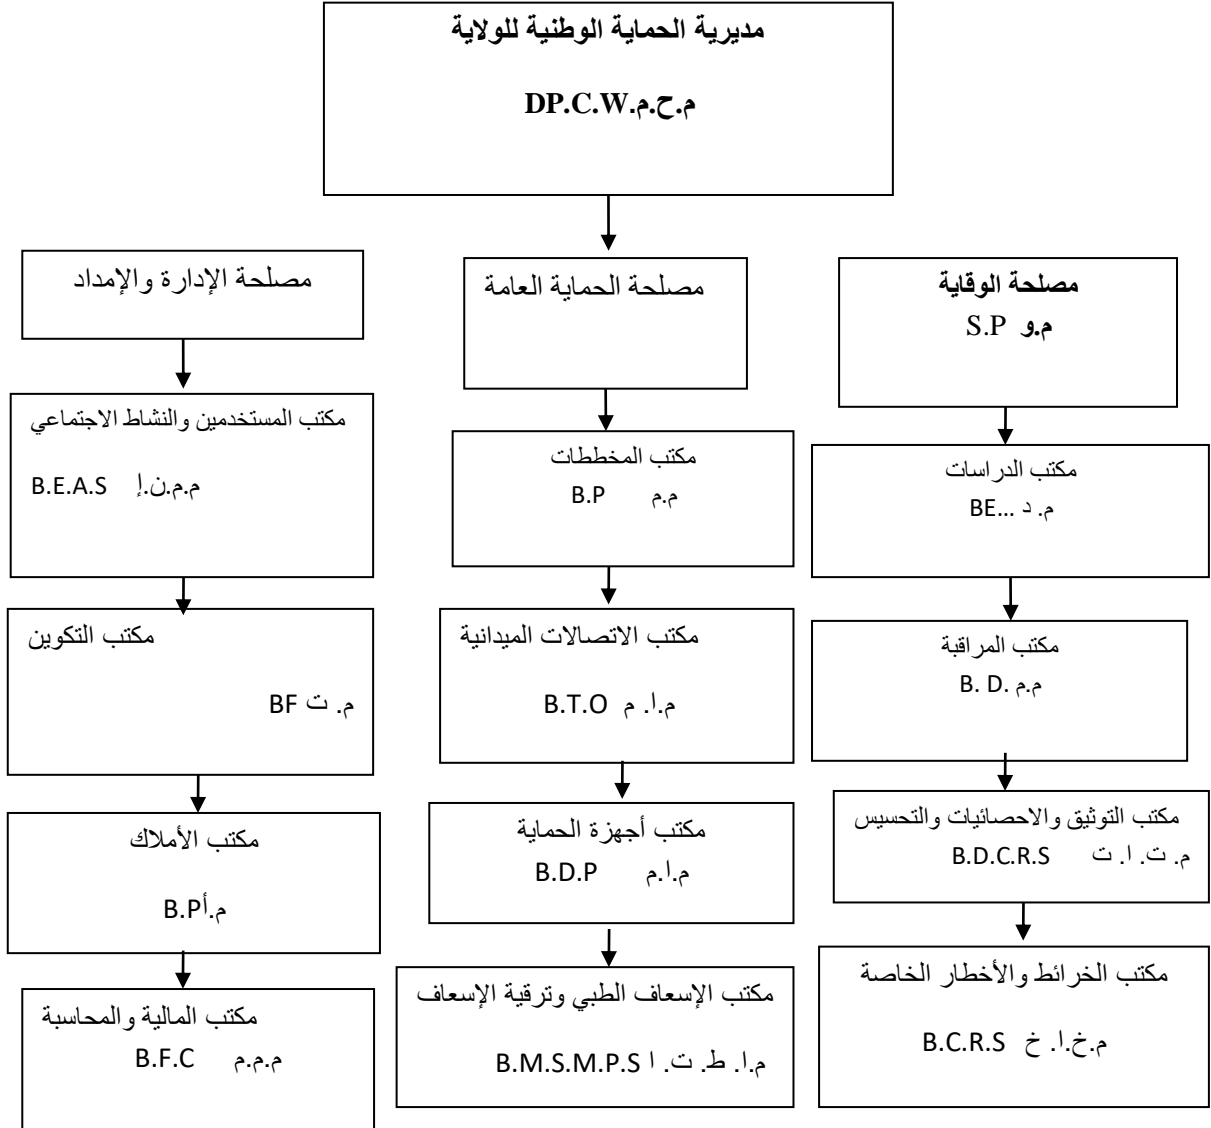 مديرية الحماية الوطنية للولاية
م.ح.م.DP.C.W
مصلحة الوقاية
م.و S.P
مكتب الدراسات
م. د ...BE
مكتب المراقبة
م.م .B. D
مكتب التوثيق والاحصائيات والتحسيس
م. ت. ا. ت B.D.C.R.S
مكتب الخرائط والأخطار الخاصة
م.خ.ا. خ B.C.R.S
مصلحة الحماية العامة
مكتب المخططات
م.م B.P
مكتب الاتصالات الميدانية
م.ا. م B.T.O
مكتب أجهزة الحماية
م.ا.م B.D.P
مكتب الإسعاف الطبي وترقية الإسعاف
م.ا. ط. ت. ا B.M.S.M.P.S
مصلحة الإدارة والإمداد
مكتب المستخدمين والنشاط الاجتماعي
م.م.ن.إ B.E.A.S
مكتب التكوين
م. ت BF
مكتب الأملاك
م.أB.P
مكتب المالية والمحاسبة
م.م.م B.F.C